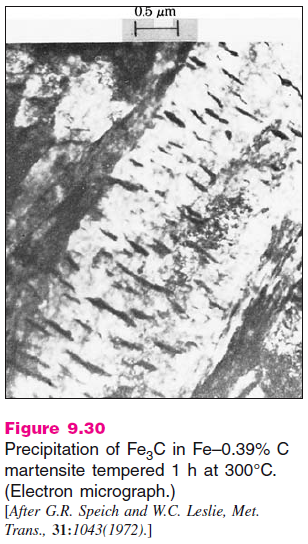 0.5 μm
Figure 9.30
Precipitation of Fe₃C in Fe–0.39% C
martensite tempered 1 h at 300°C.
(Electron micrograph.)
[After G.R. Speich and W.C. Leslie, Met.
Trans., 31:1043(1972).]